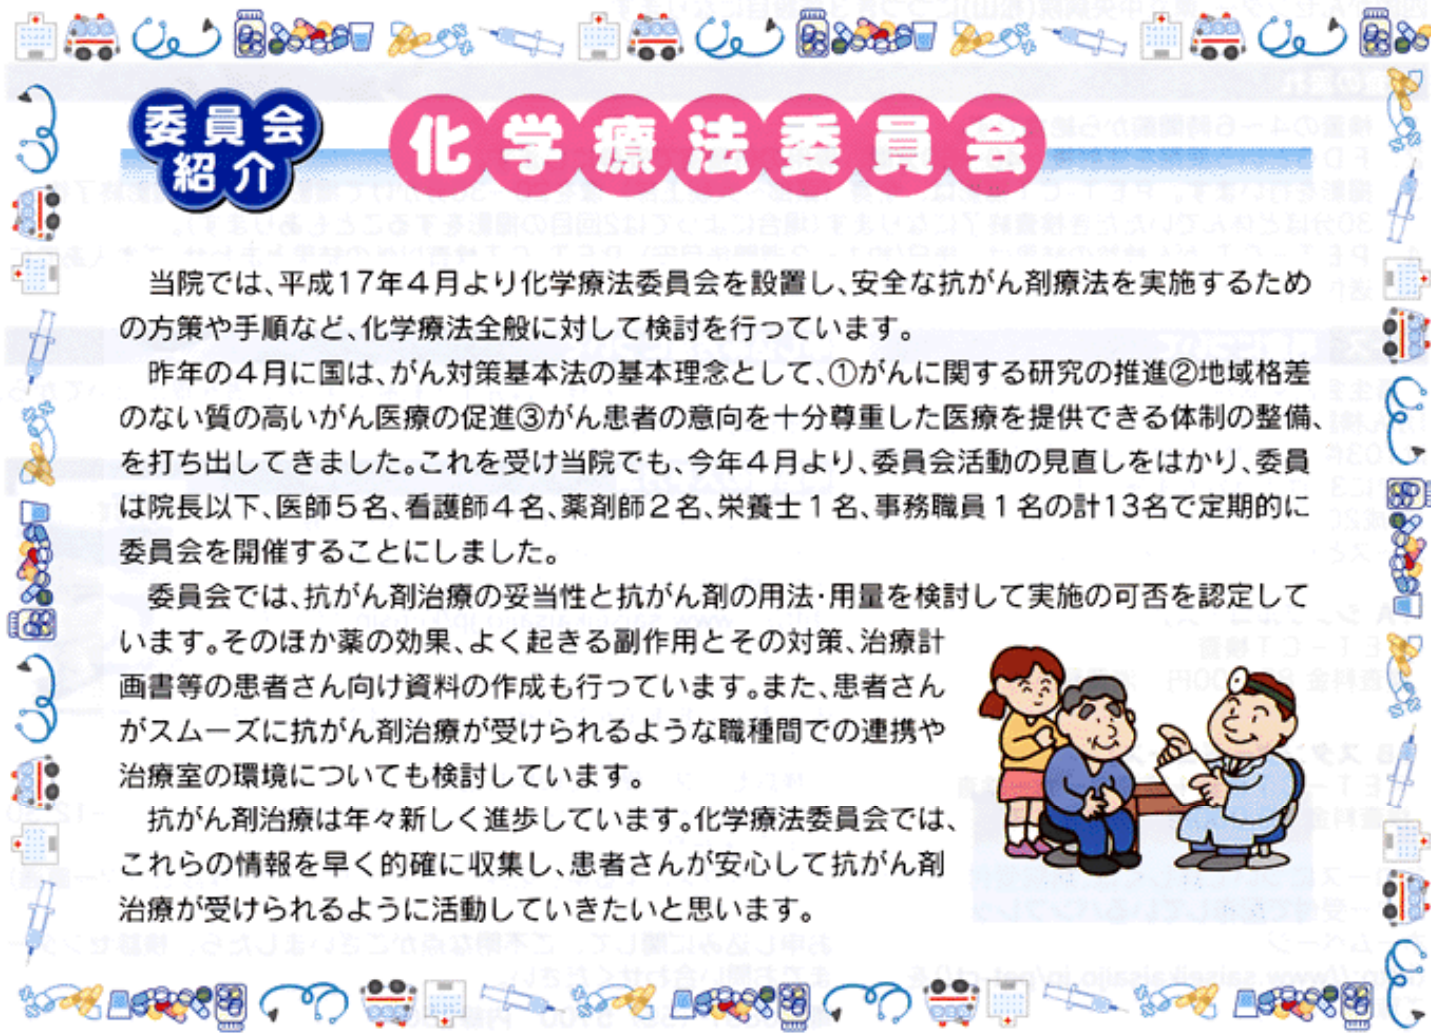 委員会
紹介
化学療法委員会
当院では、平成17年4月より化学療法委員会を設置し、安全な抗がん剤療法を実施するため
の方策や手順など、化学療法全般に対して検討を行っています。
昨年の4月に国は、がん対策基本法の基本理念として、①がんに関する研究の推進②地域格差
のない質の高いがん医療の促進③がん患者の意向を十分尊重した医療を提供できる体制の整備、
を打ち出してきました。これを受け当院でも、今年4月より、委員会活動の見直しをはかり、委員
は院長以下、医師5名、看護師4名、薬剤師2名、栄養士1名、事務職員1名の計13名で定期的に
委員会を開催することにしました。
委員会では、抗がん剤治療の妥当性と抗がん剤の用法・用量を検討して実施の可否を認定して
います。そのほか薬の効果、よく起きる副作用とその対策、治療計
画書等の患者さん向け資料の作成も行っています。また、患者さん
がスムーズに抗がん剤治療が受けられるような職種間での連携や
治療室の環境についても検討しています。
抗がん剤治療は年々新しく進歩しています。化学療法委員会では、
これらの情報を早く的確に収集し、患者さんが安心して抗がん剤
治療が受けられるように活動していきたいと思います。